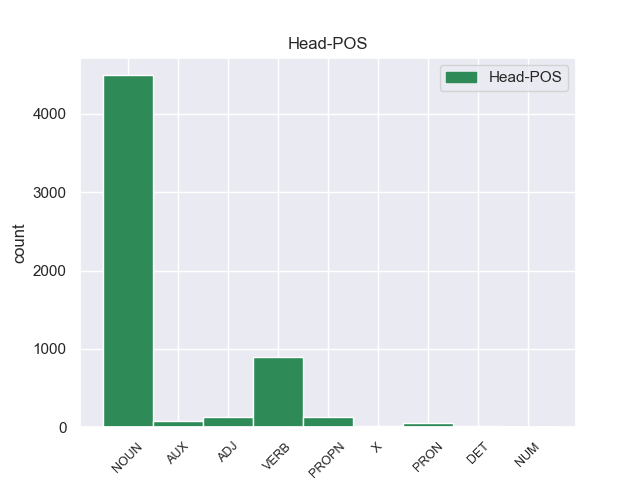 Head-POS
Head-POS
4000
3000
2000
1000
0
count
NOUN AUX ADJ VERB PROPN X PRON DET NUM